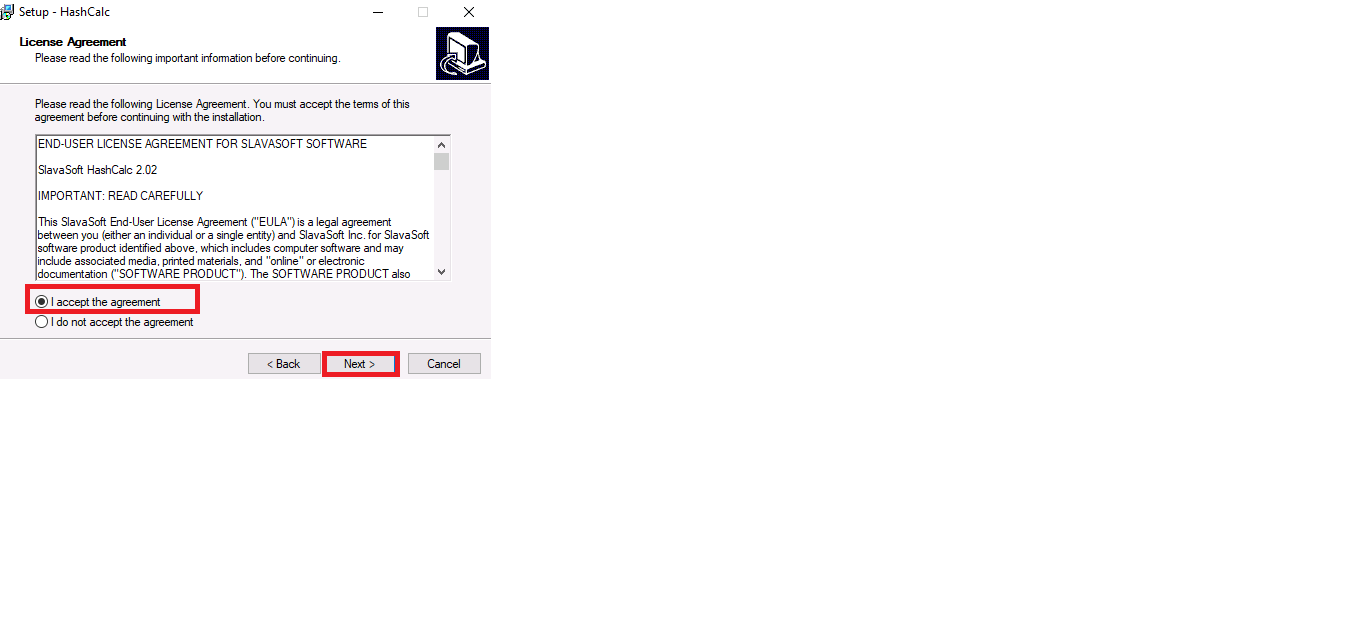 Setup - HashCalc
License Agreement
Please read the following important information before continuing.
Please read the following License Agreement. You must accept the terms of this
agreement before continuing with the installation.
END-USER LICENSE AGREEMENT FOR SLAVASOFT SOFTWARE
SlavaSoft HashCalc 2.02
IMPORTANT: READ CAREFULLY
This SlavaSoft End-User License Agreement ("EULA") is a legal agreement
between you (either an individual or a single entity) and SlavaSoft Inc. for SlavaSoft
software product identified above, which includes computer software and may
include associated media, printed materials, and "online" or electronic
documentation ("SOFTWARE PRODUCT"). The SOFTWARE PRODUCT also
I accept the agreement
I do not accept the agreement
< Back Next > Cancel